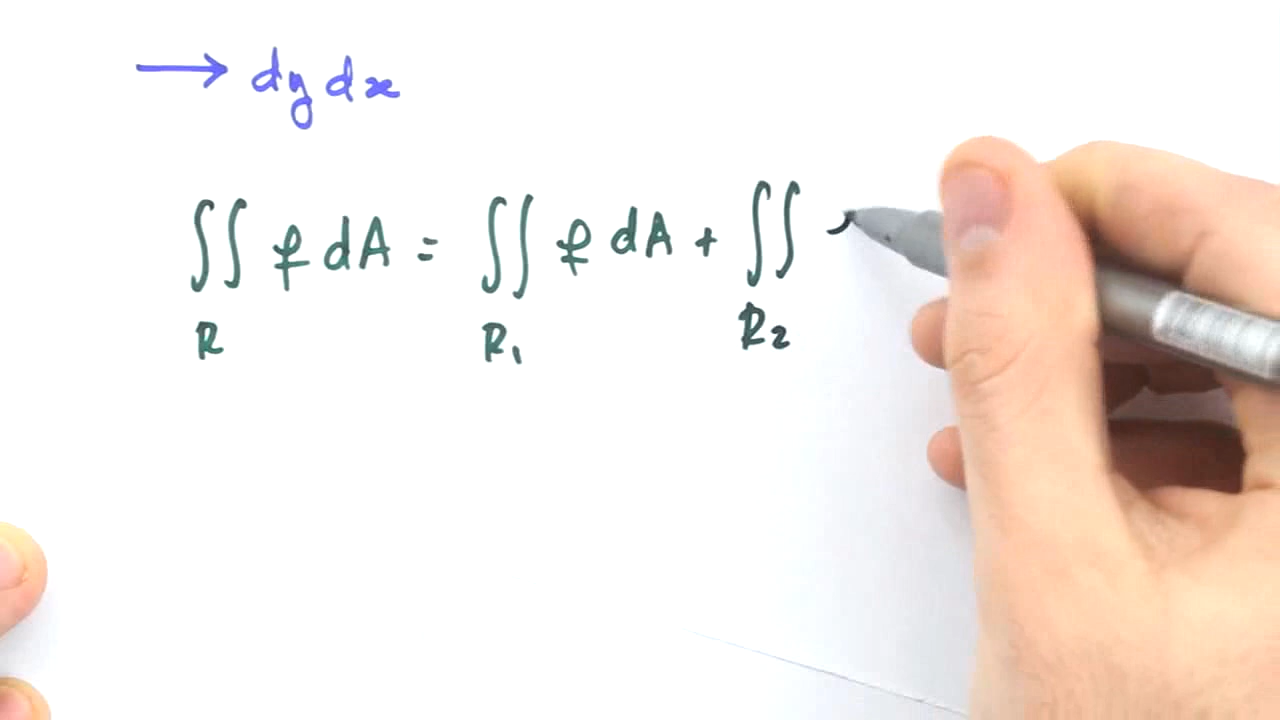 → dy dx
∬ f dA = ∬ f dA + ∬
R R₁ R₂